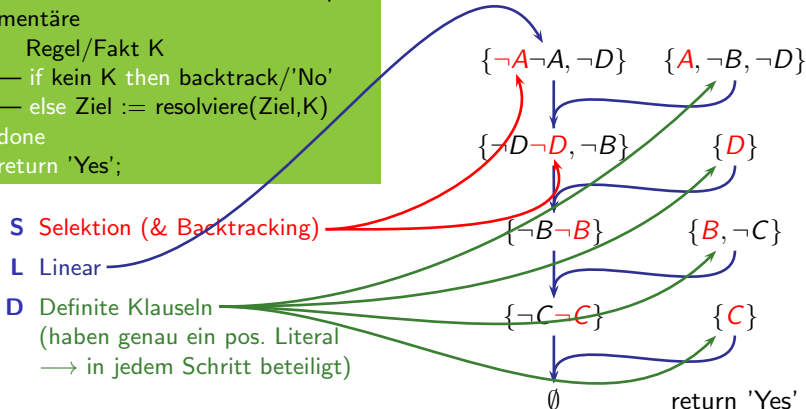 mentäre
Regel/Fakt K
— if kein K then backtrack/'No'
— else Ziel := resolviere(Ziel,K)
done
return 'Yes';
S Selektion (& Backtracking)
L Linear
D Definite Klauseln
(haben genau ein pos. Literal
⟶ in jedem Schritt beteiligt)
{¬A¬A, ¬D} {A, ¬B, ¬D}
{¬D¬D, ¬B} {D}
{¬B¬B} {B, ¬C}
{¬C¬C} {C}
∅ return 'Yes'